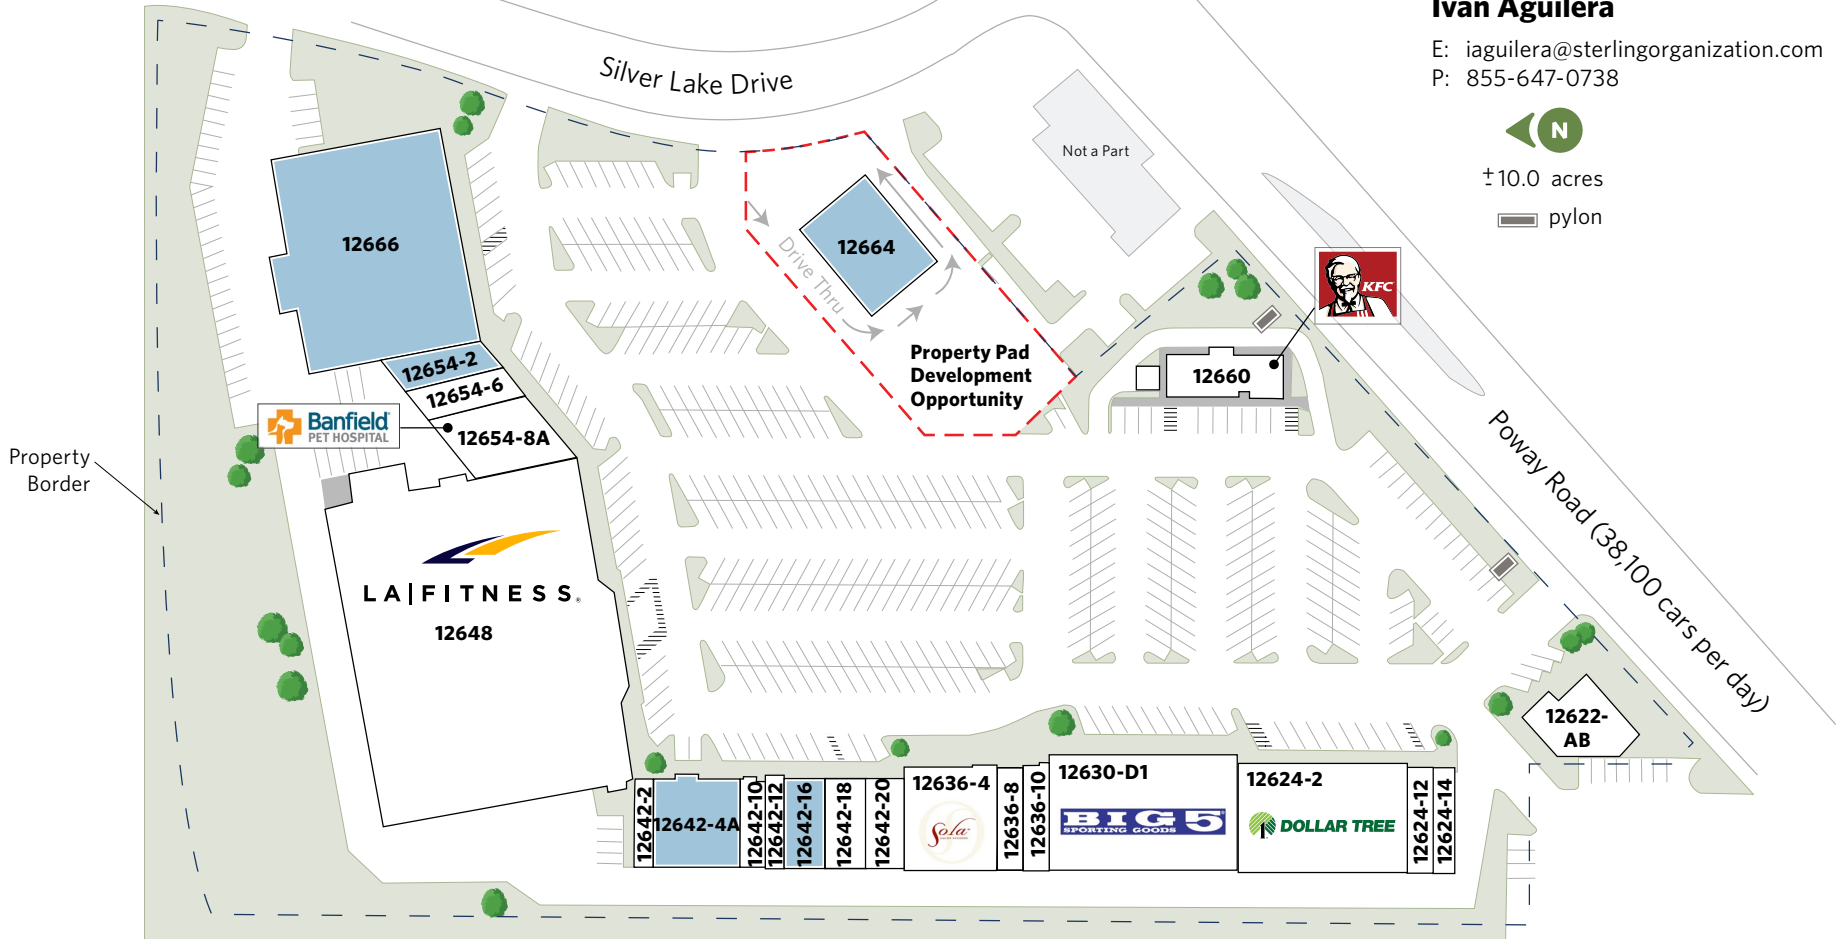 Ivan Aguilera
E: iaguilera@sterlingorganization.com
P: 855-647-0738
N
±10.0 acres
pylon
Silver Lake Drive
Not a Part
12666
12664
Drive Thru
KFC
12654-2
12654-6
12654-8A
Banfield
PET HOSPITAL
Property Pad
Development
Opportunity
12660
Property
Border
Poway Road (38,100 cars per day)
LA|FITNESS®
12648
12622-
AB
12642-2
12642-4A
12642-10
12642-12
12642-16
12642-18
12642-20
12636-4
Sola
12636-8
12636-10
12630-D1
BIG 5
SPORTING GOODS
12624-2
DOLLAR TREE
12624-12
12624-14